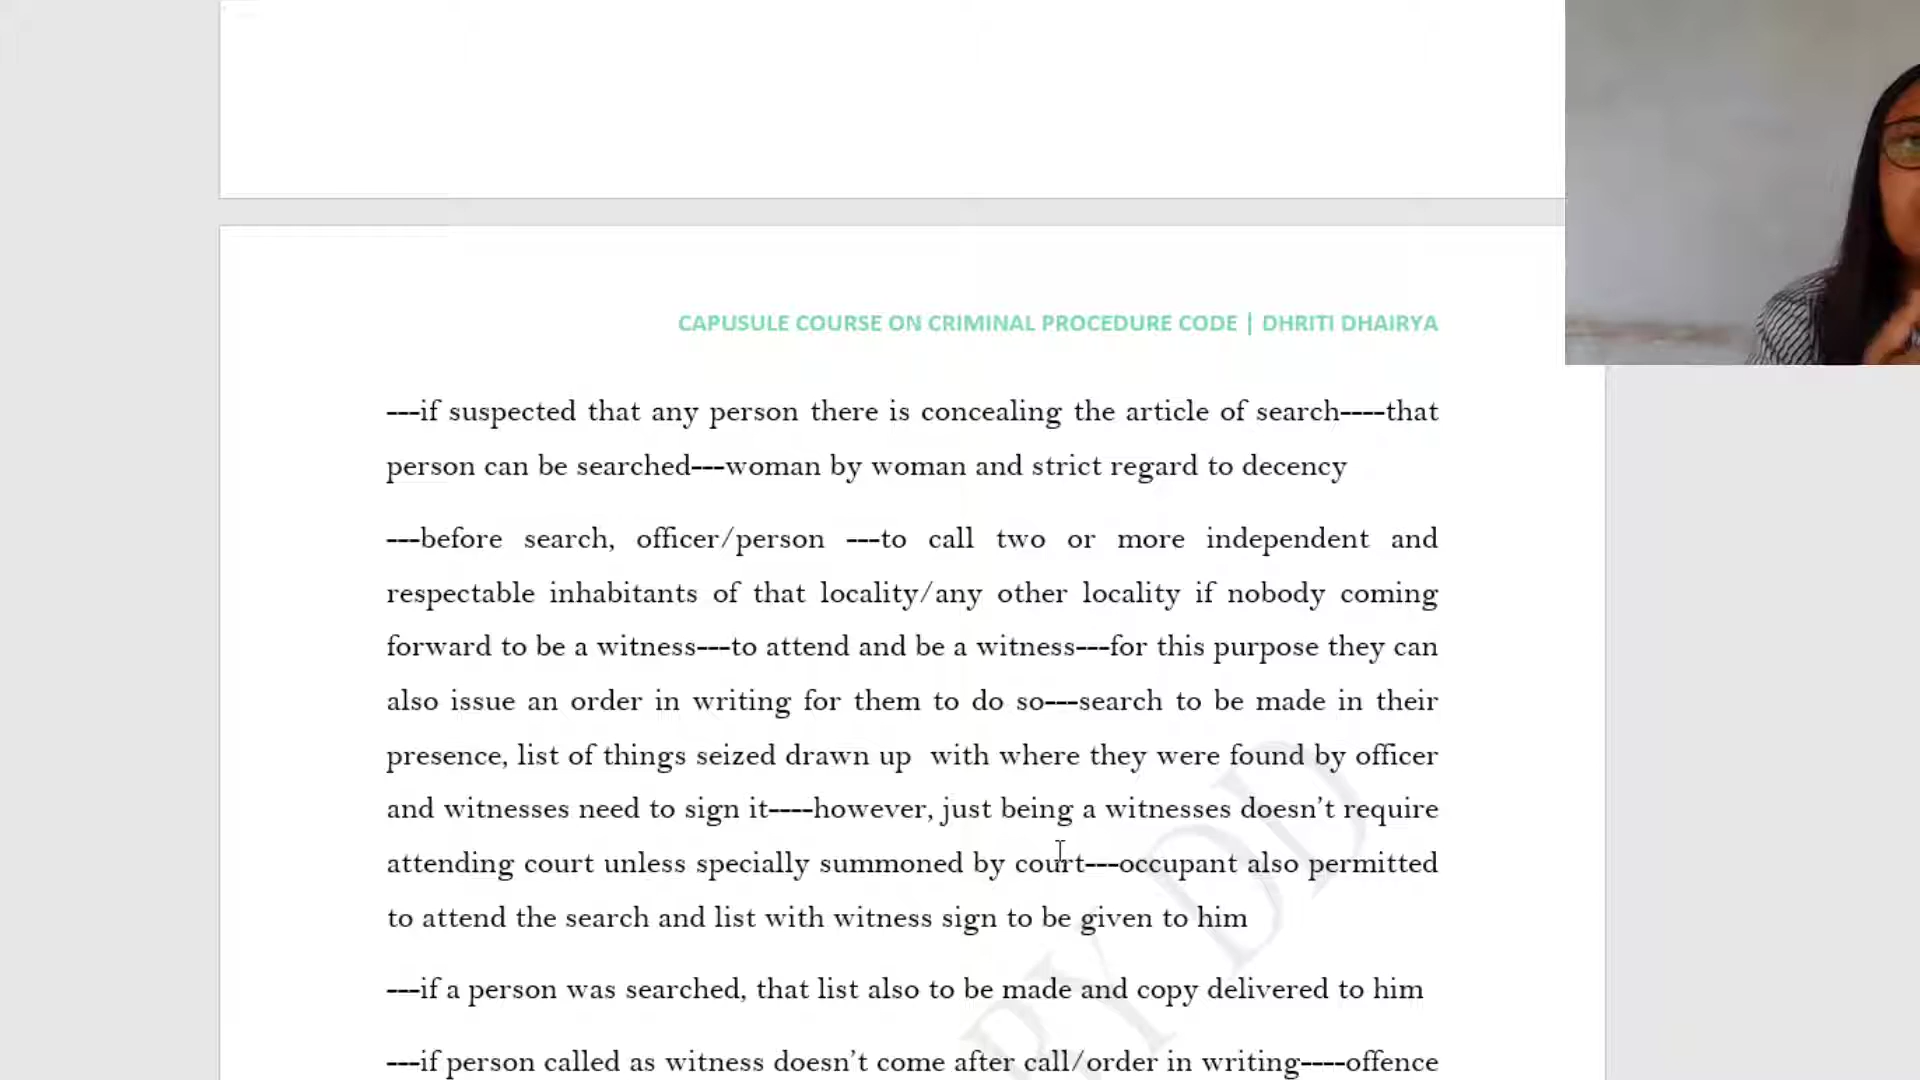 CAPUSULE COURSE ON CRIMINAL PROCEDURE CODE | DHRITI DHAIRYA
---if suspected that any person there is concealing the article of search----that
person can be searched---woman by woman and strict regard to decency
---before search, officer/person ---to call two or more independent and
respectable inhabitants of that locality/any other locality if nobody coming
forward to be a witness---to attend and be a witness---for this purpose they can
also issue an order in writing for them to do so---search to be made in their
presence, list of things seized drawn up with where they were found by officer
and witnesses need to sign it----however, just being a witnesses doesn't require
attending court unless specially summoned by court---occupant also permitted
to attend the search and list with witness sign to be given to him
---if a person was searched, that list also to be made and copy delivered to him
---if person called as witness doesn't come after call/order in writing----offence